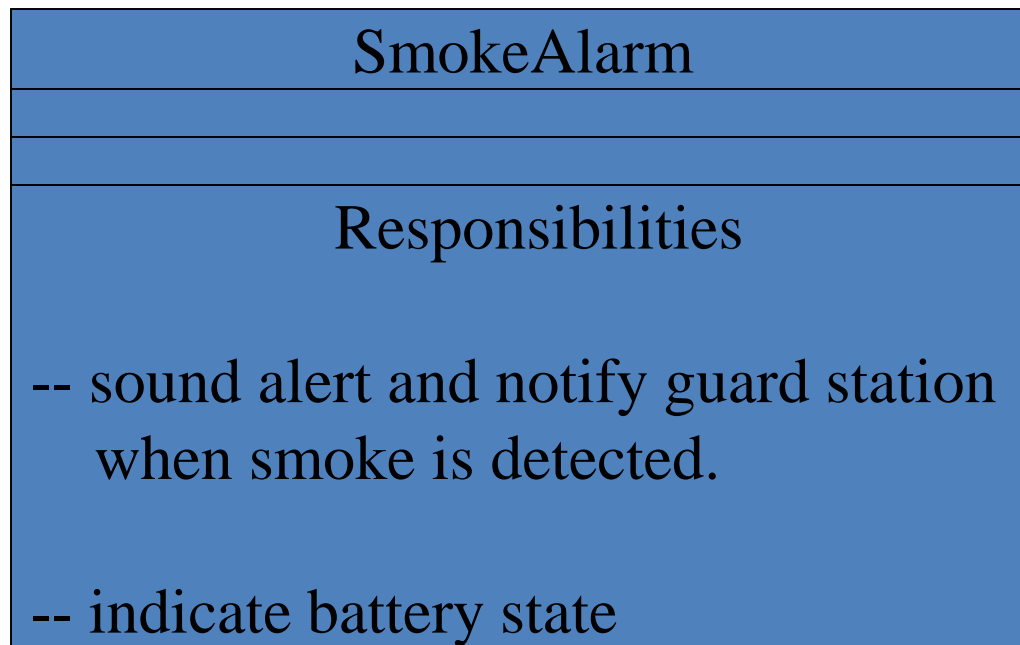 SmokeAlarm
Responsibilities
-- sound alert and notify guard station
when smoke is detected.
-- indicate battery state